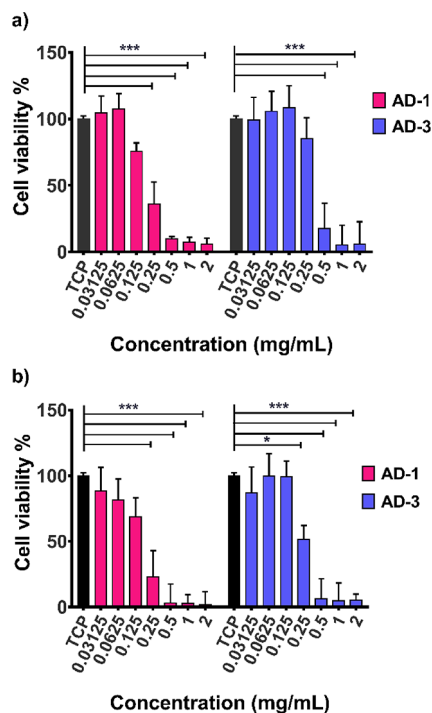 a)
Cell viability %
150
100
50
0
***
***
AD-1
AD-3
TCP 0.03125 0.0625 0.125 0.25 0.5 1 2
TCP 0.03125 0.0625 0.125 0.25 0.5 1 2
Concentration (mg/mL)
b)
Cell viability %
150
100
50
0
***
***
*
AD-1
AD-3
TCP 0.03125 0.0625 0.125 0.25 0.5 1 2
TCP 0.03125 0.0625 0.125 0.25 0.5 1 2
Concentration (mg/mL)